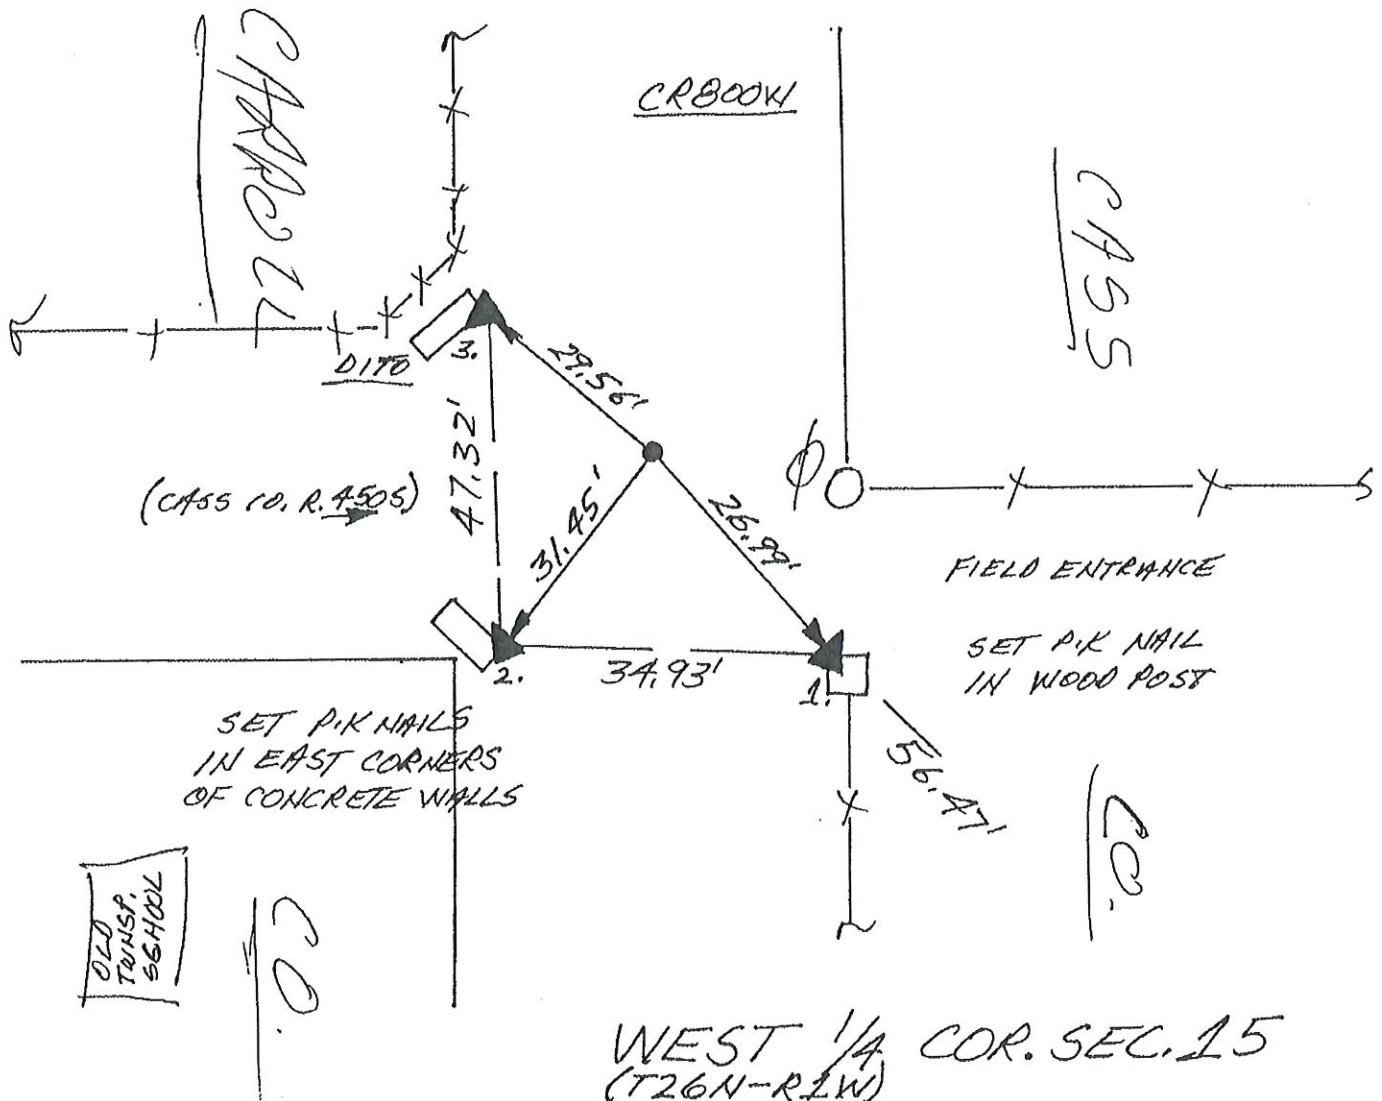 CARROLL
CR800W
CASS
3.
DITO
29.56'
47.32'
(CASS CO. R. 450S)
31.45'
26.99'
FIELD ENTRANCE
SET P.K NAIL
IN WOOD POST
2.
34.93'
1.
SET P.K NAILS
IN EAST CORNERS
OF CONCRETE WALLS
56.47'
CO.
OLD
TWNSP.
SCHOOL
CO.
WEST 1/4 COR. SEC. 15
(T26N-R1W)